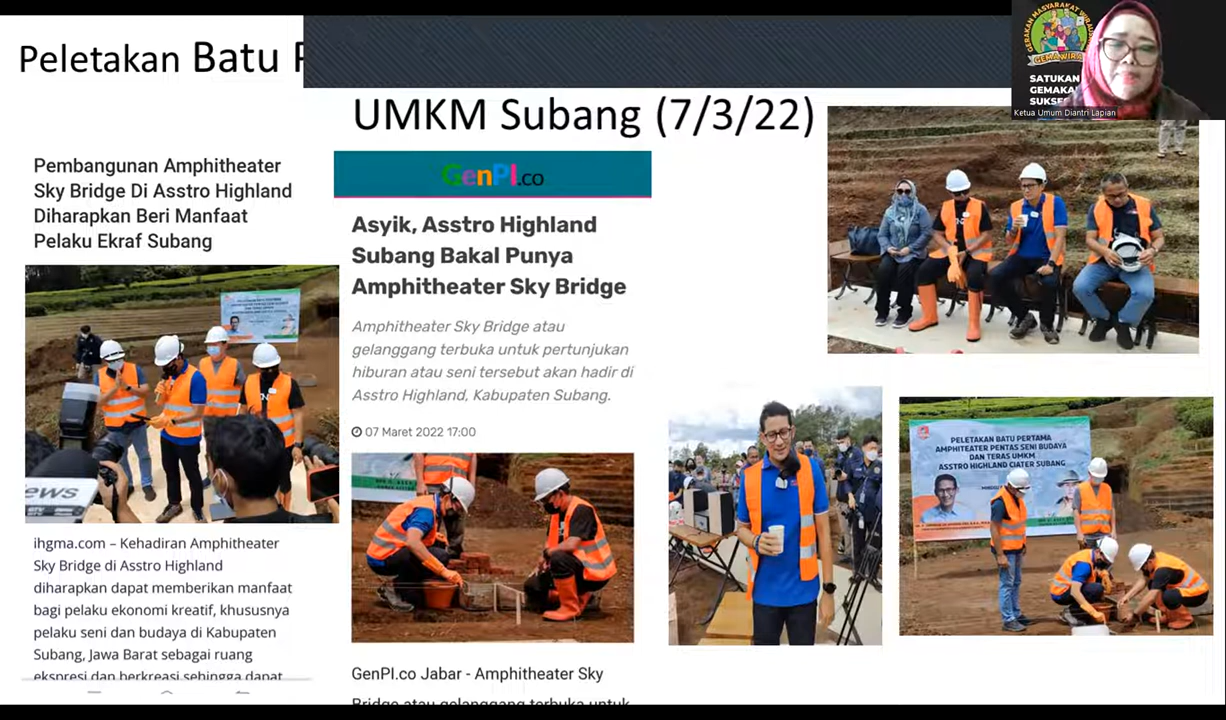 Peletakan Batu P
UMKM Subang (7/3/22)
Pembangunan Amphitheater
Sky Bridge Di Asstro Highland
Diharapkan Beri Manfaat
Pelaku Ekraf Subang
ihgma.com – Kehadiran Amphitheater
Sky Bridge di Asstro Highland
diharapkan dapat memberikan manfaat
bagi pelaku ekonomi kreatif, khususnya
pelaku seni dan budaya di Kabupaten
Subang, Jawa Barat sebagai ruang
ekspresi dan berkreasi sehingga dapat
ews
GenPI.co
Asyik, Asstro Highland
Subang Bakal Punya
Amphitheater Sky Bridge
Amphitheater Sky Bridge atau
gelanggang terbuka untuk pertunjukan
hiburan atau seni tersebut akan hadir di
Asstro Highland, Kabupaten Subang.
07 Maret 2022 17:00
GenPI.co Jabar - Amphitheater Sky
Bridge atau gelanggang terbuka untuk
PELETAKAN BATU PERTAMA
AMPHITEATER PENTAS SENI BUDAYA
DAN TERAS UMKM
ASSTRO HIGHLAND CIATER SUBANG
GERAKAN MASYARAKAT WIRAU
GEMA WIRA
SATUKAN
GEMAKA
SUKSE
Ketua Umum Diantri Lapian